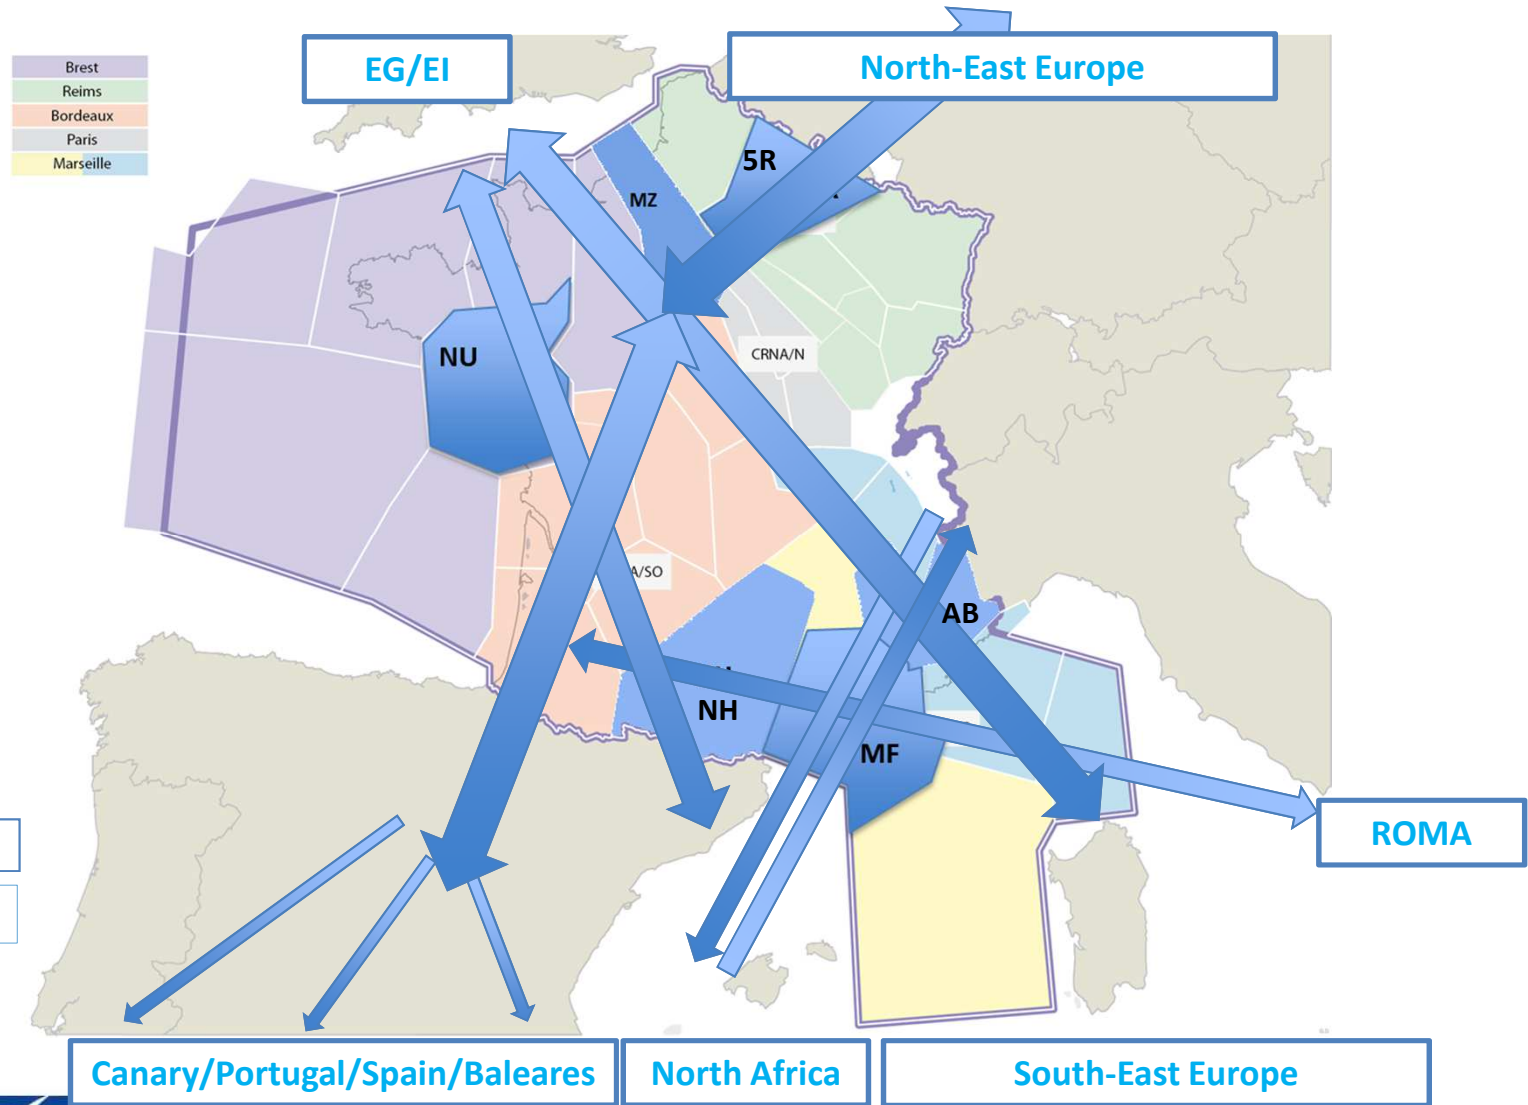 EG/EI
North-East Europe
Brest
Reims
Bordeaux
Paris
Marseille
5R
MZ
NU
CRNA/N
A/SO
AB
NH
MF
ROMA
Canary/Portugal/Spain/Baleares
North Africa
South-East Europe